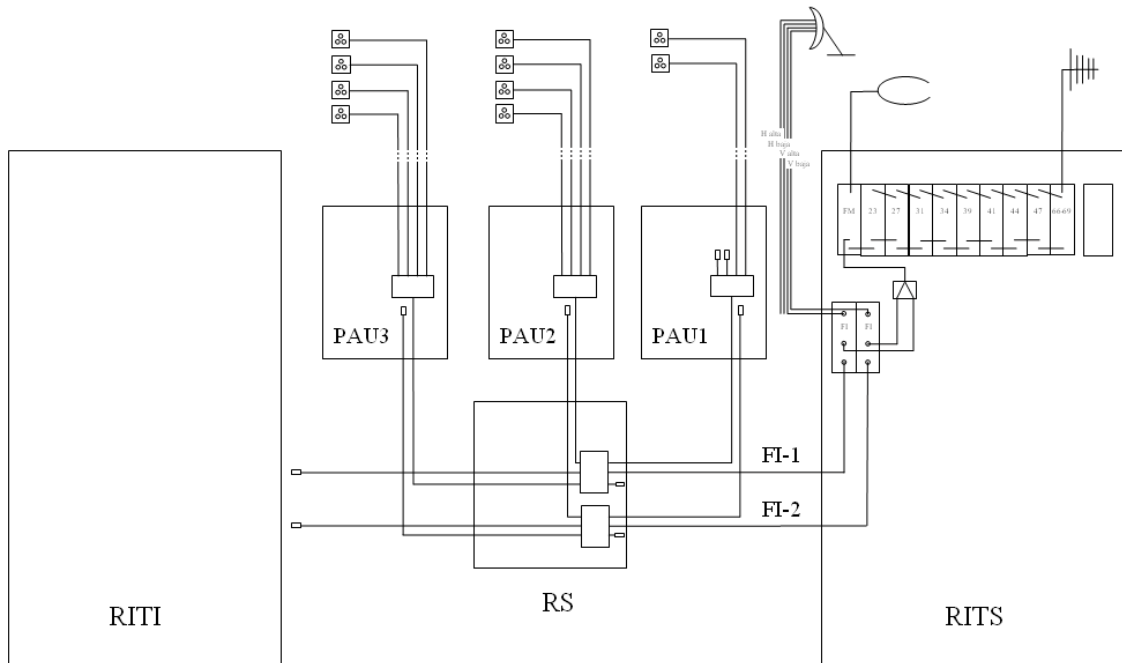 H alta
H baja
V alta
V baja
FM 23 27 31 34 39 41 44 47 66-69
PAU3 PAU2 PAU1
FI FI
FI-1
FI-2
RITI RS RITS